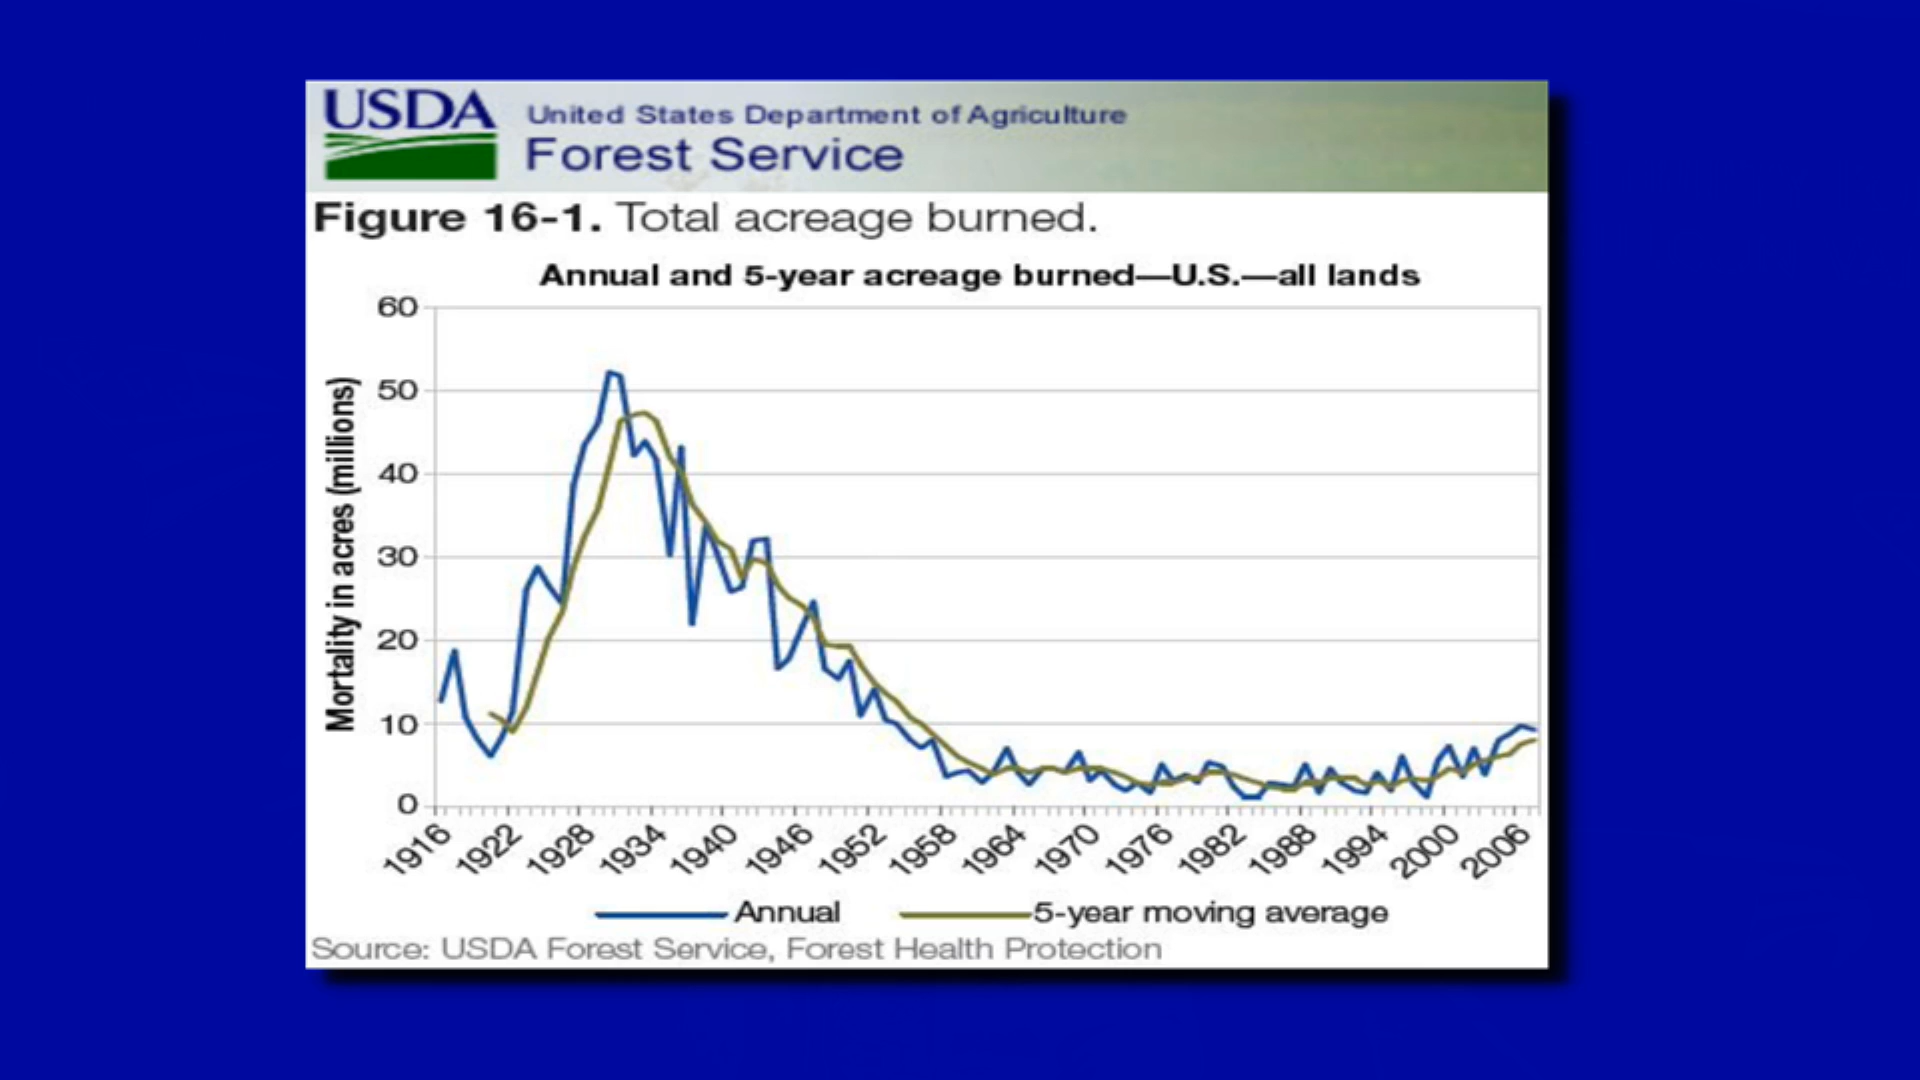 USDA
United States Department of Agriculture
Forest Service
Figure 16-1. Total acreage burned.
Annual and 5-year acreage burned—U.S.—all lands
Mortality in acres (millions)
60
50
40
30
20
10
0
1916 1922 1928 1934 1940 1946 1952 1958 1964 1970 1976 1982 1988 1994 2000 2006
Annual 5-year moving average
Source: USDA Forest Service, Forest Health Protection